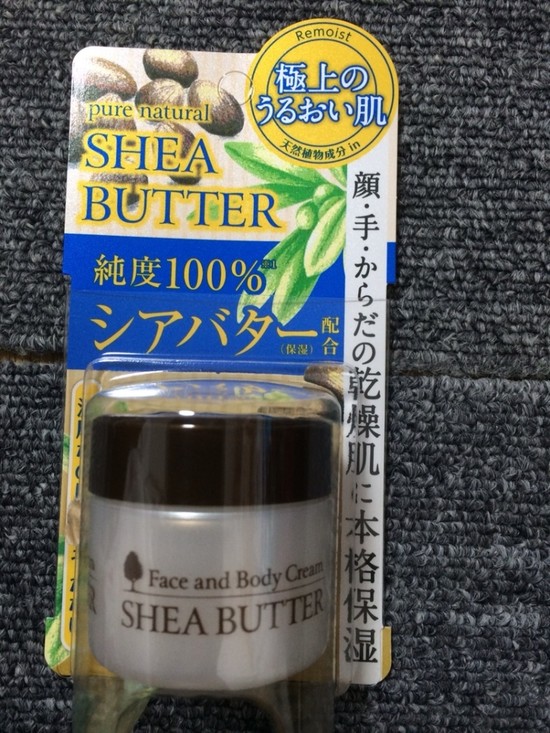 Remoist
極上の
うるおい肌
天然植物成分 in
pure natural
SHEA
BUTTER
純度100%
シアバター配合
(保湿)
顔・手・からだの乾燥肌に本格保湿
Face and Body Cream
SHEA BUTTER